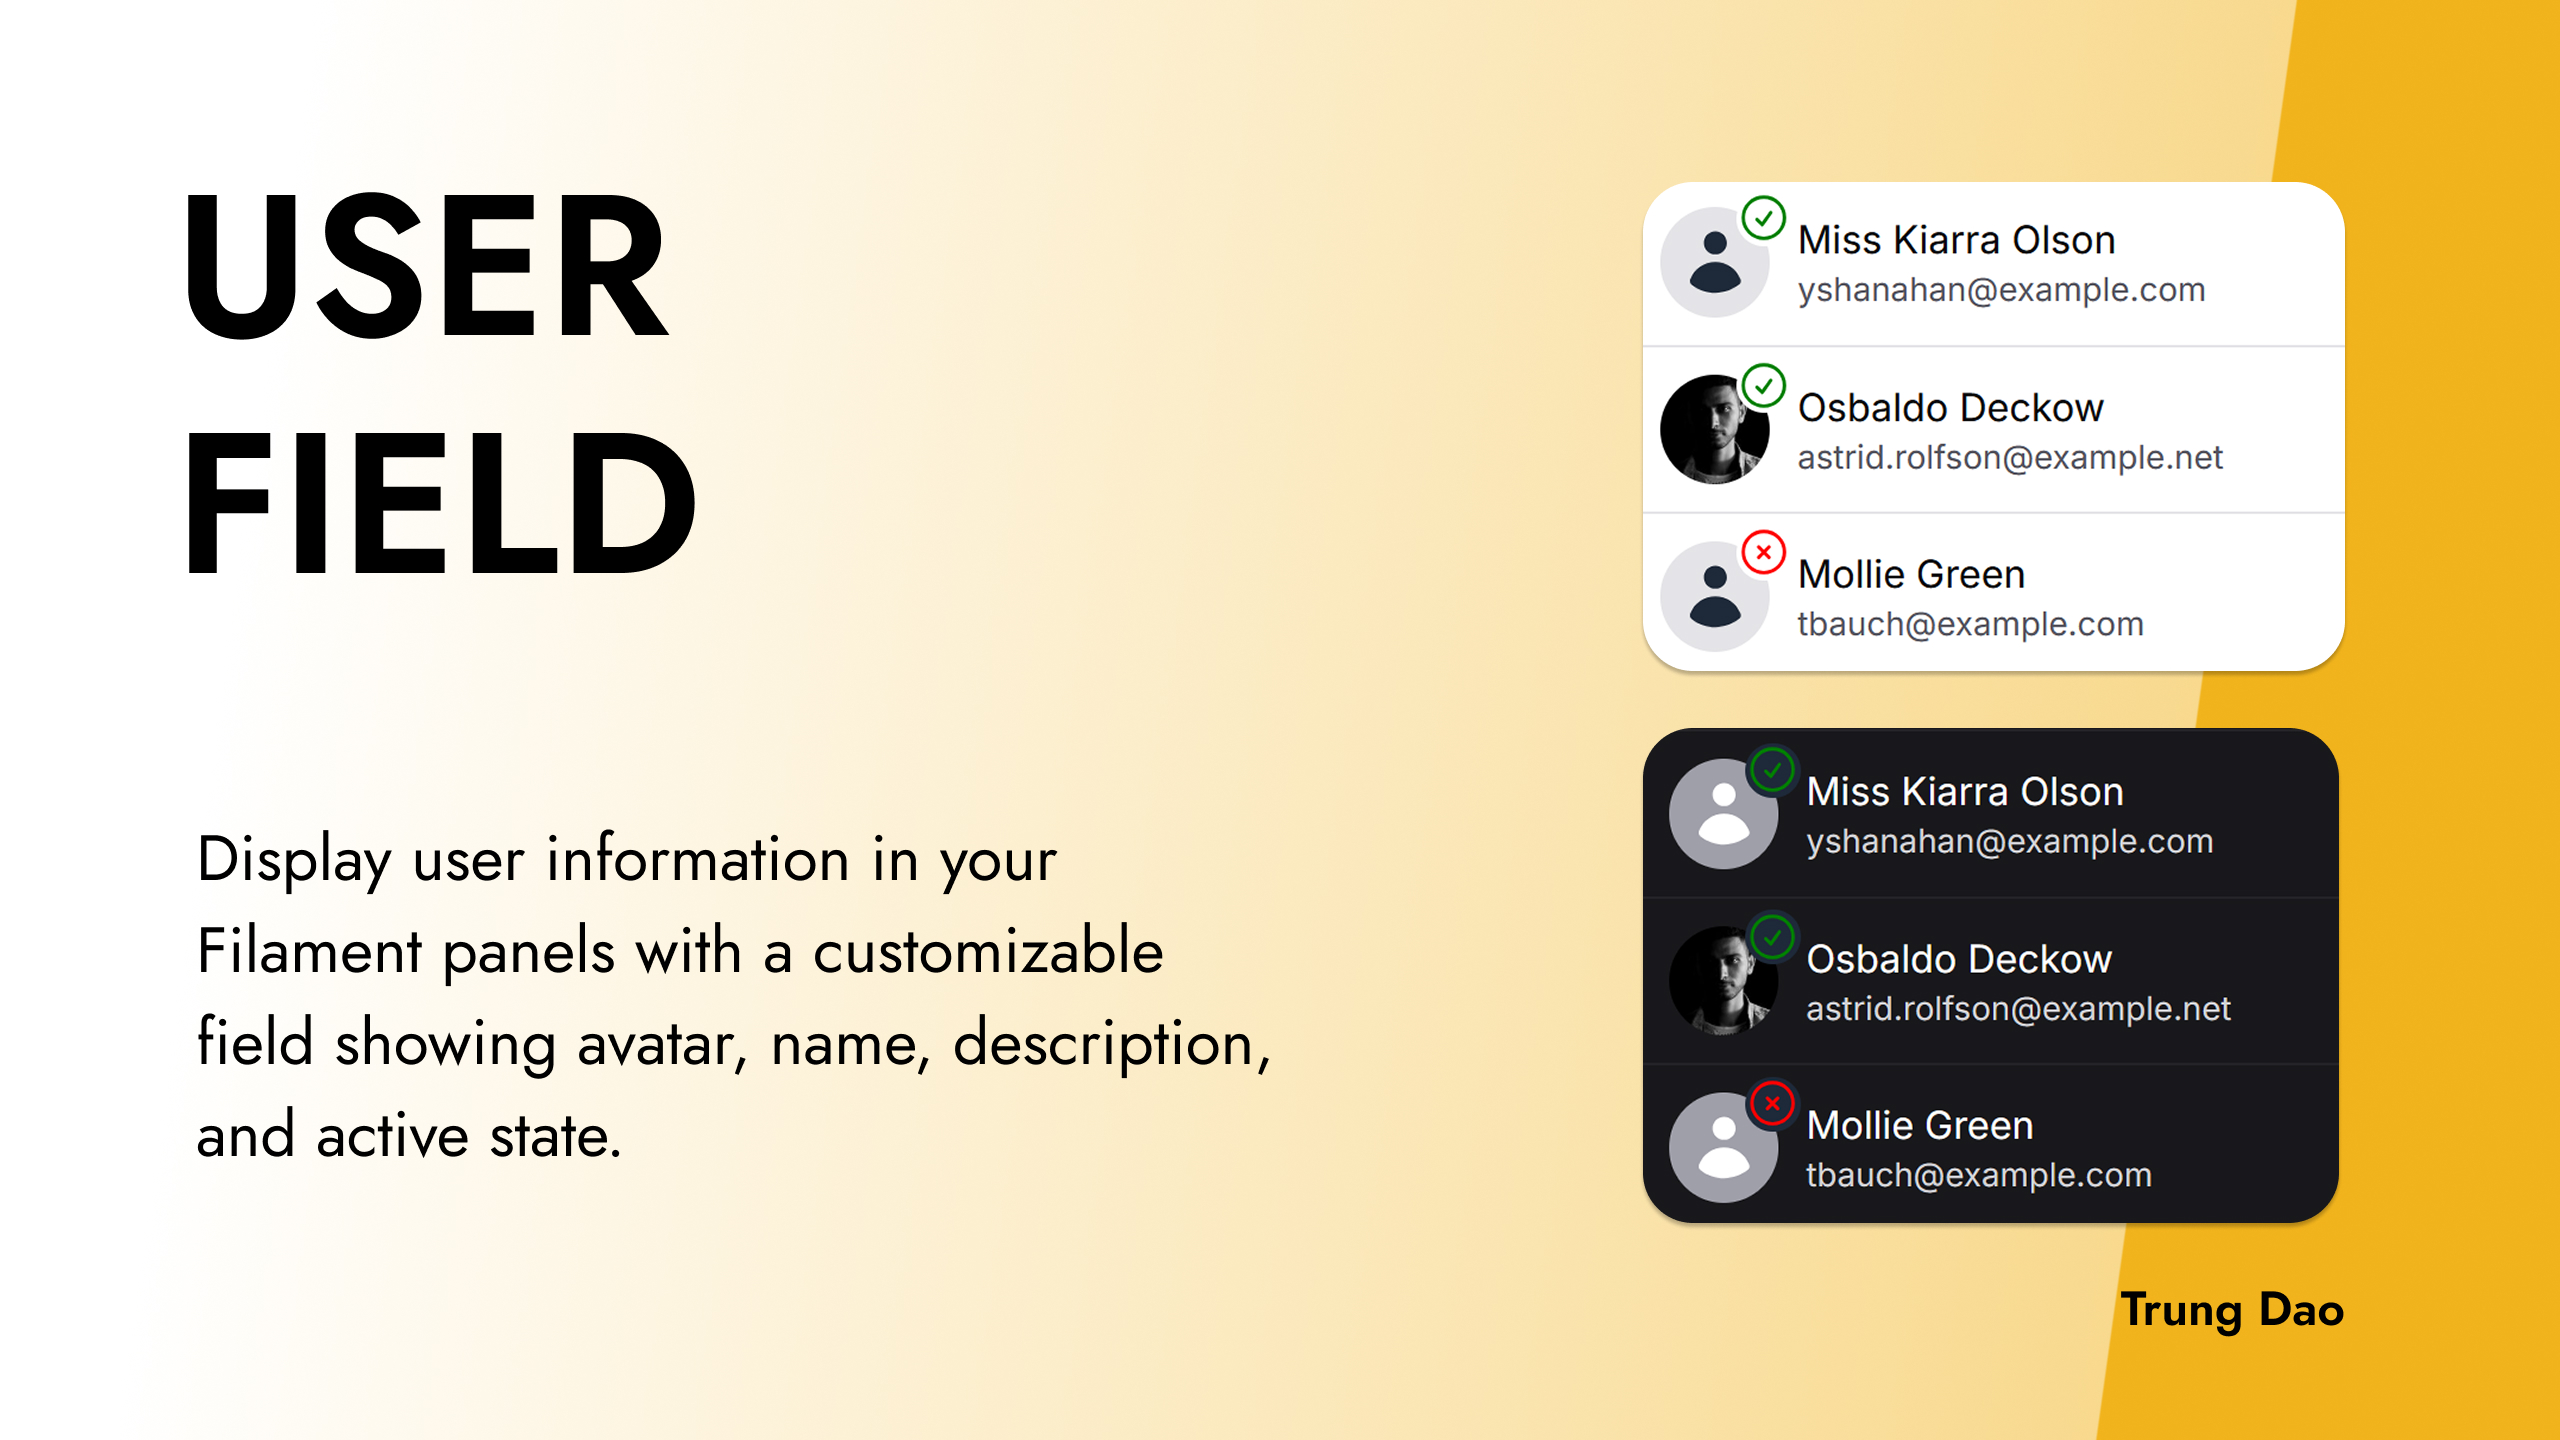 USER
FIELD
Display user information in your
Filament panels with a customizable
field showing avatar, name, description,
and active state.
Miss Kiarra Olson
yshanahan@example.com
Osbaldo Deckow
astrid.rolfson@example.net
Mollie Green
tbauch@example.com
Miss Kiarra Olson
yshanahan@example.com
Osbaldo Deckow
astrid.rolfson@example.net
Mollie Green
tbauch@example.com
Trung Dao